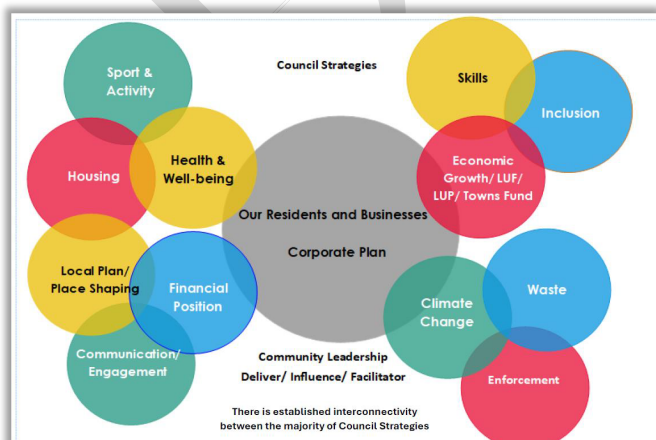 Council Strategies
Sport &
Activity
Skills
Inclusion
Housing
Health &
Well-being
Economic
Growth/ LUF/
LUP/ Towns Fund
Our Residents and Businesses
Corporate Plan
Local Plan/
Place Shaping
Financial
Position
Climate
Change
Waste
Communication/
Engagement
Community Leadership
Deliver/ Influence/ Facilitator
Enforcement
There is established interconnectivity
between the majority of Council Strategies